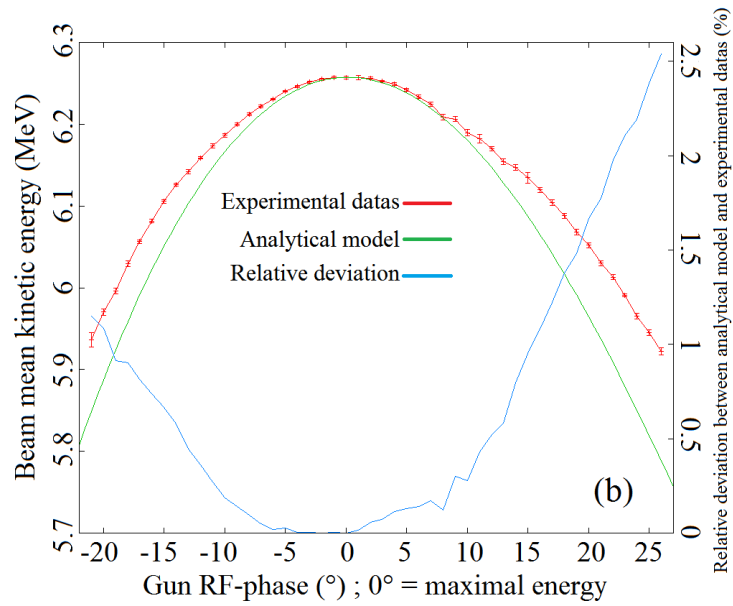 6.3
6.2
6.1
6
5.9
5.8
5.7
Beam mean kinetic energy (MeV)
Experimental datas
Analytical model
Relative deviation
(b)
2.5
2
1.5
1
0.5
0
Relative deviation between analytical model and experimental datas (%)
-20 -15 -10 -5 0 5 10 15 20 25
Gun RF-phase (°) ; 0° = maximal energy